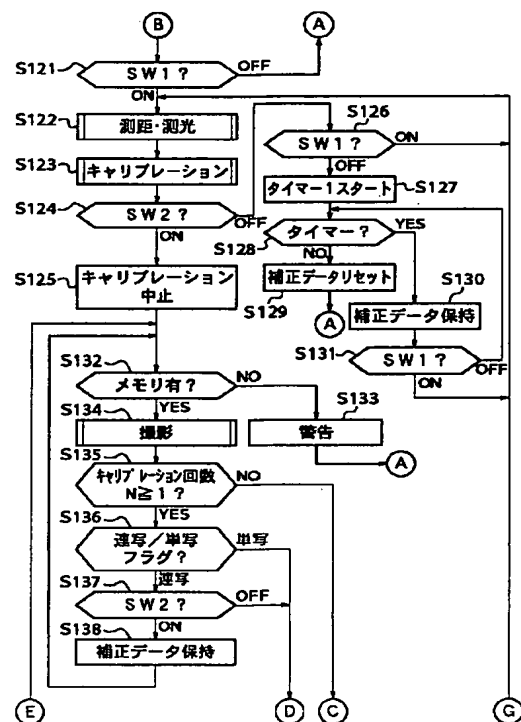 B
A
S121
SW1?
OFF
ON
S122
測距・測光
S126
SW1?
ON
OFF
S123
キャリブレーション
タイマー1スタート
S127
S124
SW2?
OFF
ON
タイマー?
YES
S128
NO
S125
キャリブレーション
中止
補正データリセット
S129
A
S130
補正データ保持
S131
SW1?
OFF
ON
S132
メモリ有?
NO
YES
S133
警告
A
S134
撮影
S135
キャリブレーション回数
N≧1?
NO
YES
S136
連写/単写
フラグ?
単写
連写
S137
SW2?
OFF
ON
S138
補正データ保持
E
D
C
G